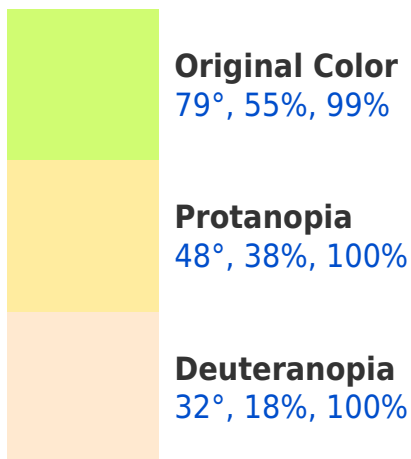 Original Color
79°, 55%, 99%
Protanopia
48°, 38%, 100%
Deuteranopia
32°, 18%, 100%